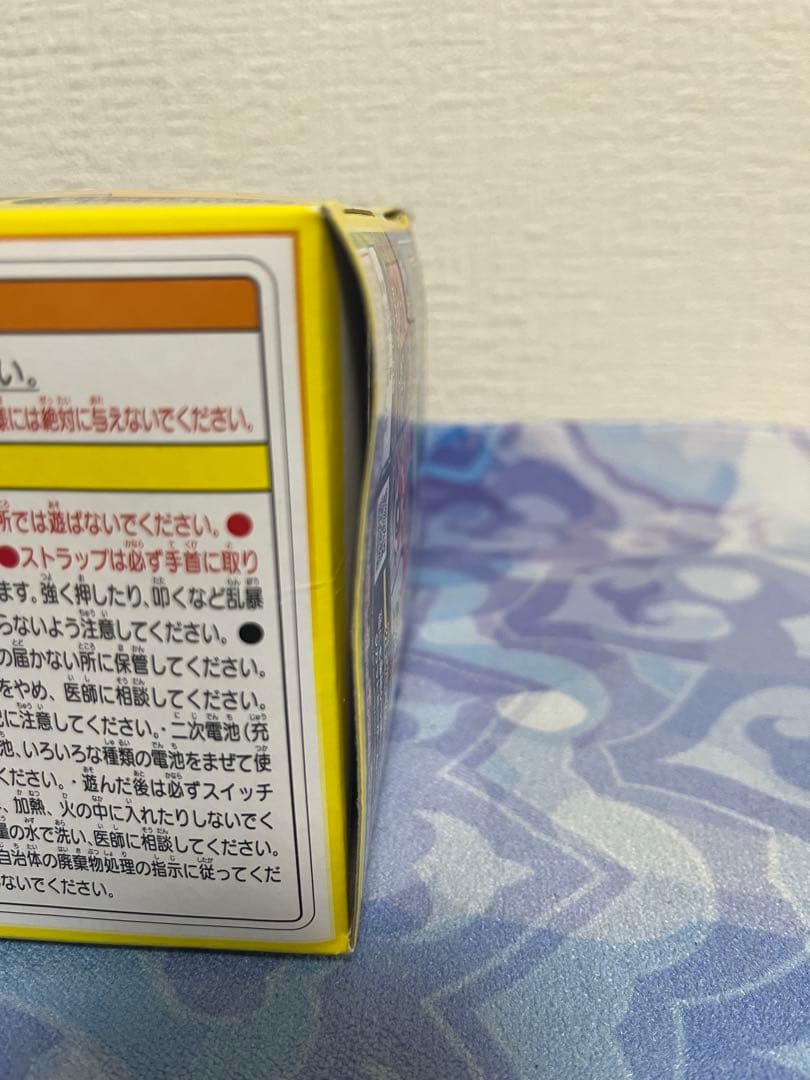 い。
様には絶対に与えないでください。
所では遊ばないでください。●
●ストラップは必ず手首に取り
ます。強く押したり、叩くなど乱暴
らないよう注意してください。●
の届かない所に保管してください。
をやめ、医師に相談してください。
に注意してください。・二次電池(充
池、いろいろな種類の電池をまぜて使
ください。・遊んだ後は必ずスイッチ
、加熱、火の中に入れたりしないでく
量の水で洗い、医師に相談してください。
自治体の廃棄物処理の指示に従ってくだ
ないでください。